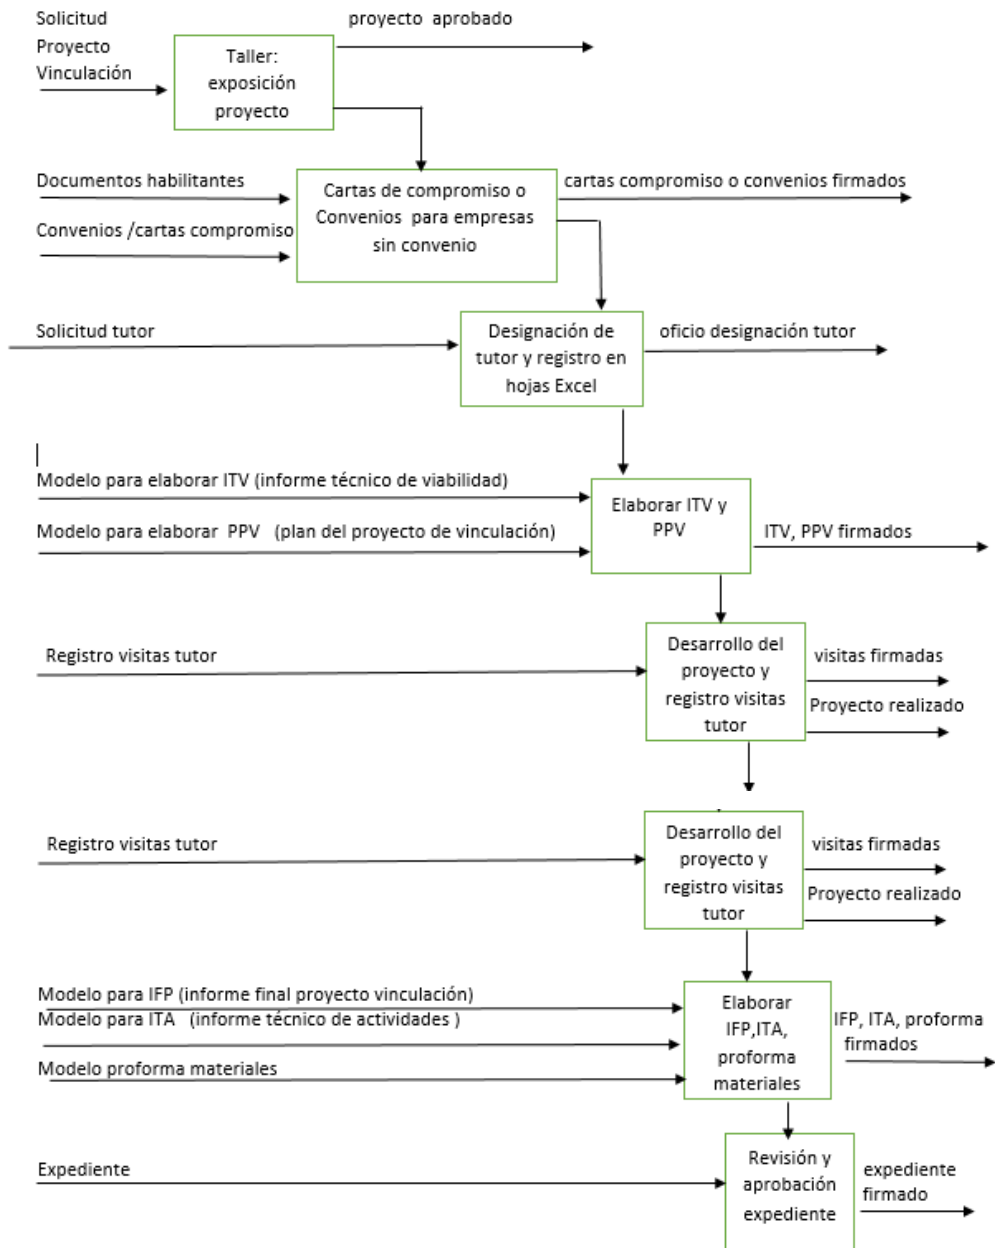 Solicitud
Proyecto
Vinculación
Taller:
exposición
proyecto
proyecto aprobado
Documentos habilitantes
Convenios /cartas compromiso
Cartas de compromiso o
Convenios para empresas
sin convenio
cartas compromiso o convenios firmados
Solicitud tutor
Designación de
tutor y registro en
hojas Excel
oficio designación tutor
Modelo para elaborar ITV (informe técnico de viabilidad)
Modelo para elaborar PPV (plan del proyecto de vinculación)
Elaborar ITV y
PPV
ITV, PPV firmados
Registro visitas tutor
Desarrollo del
proyecto y
registro visitas
tutor
visitas firmadas
Proyecto realizado
Registro visitas tutor
Desarrollo del
proyecto y
registro visitas
tutor
visitas firmadas
Proyecto realizado
Modelo para IFP (informe final proyecto vinculación)
Modelo para ITA (informe técnico de actividades )
Modelo proforma materiales
Elaborar
IFP,ITA,
proforma
materiales
IFP, ITA, proforma
firmados
Expediente
Revisión y
aprobación
expediente
expediente
firmado